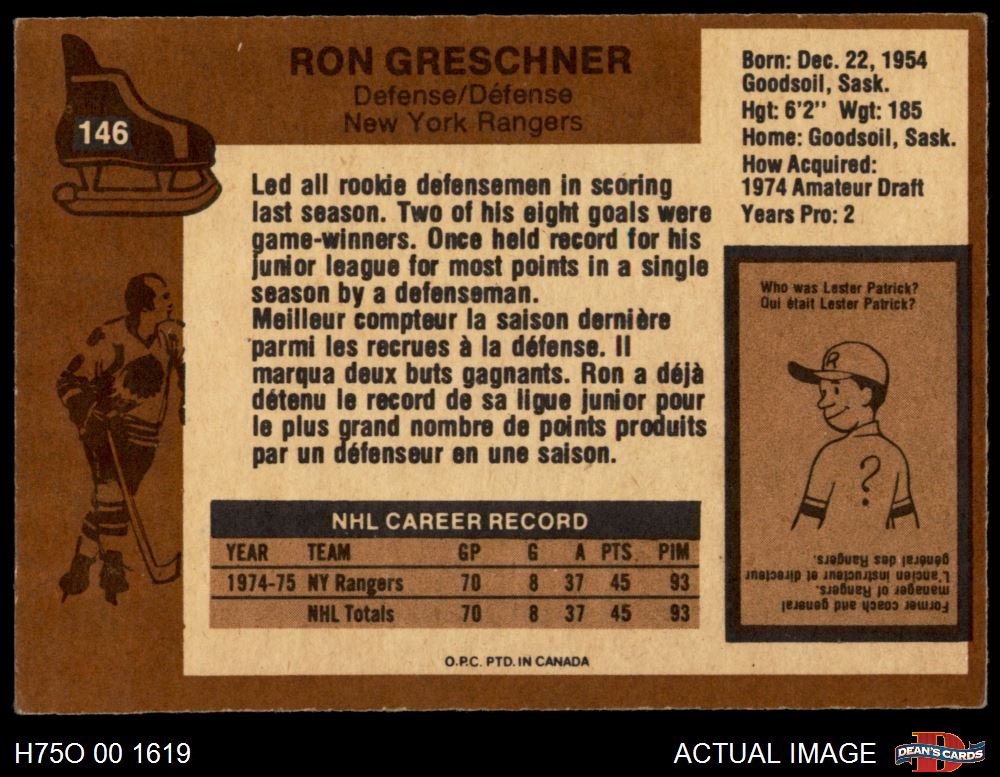 146
RON GRESCHNER
Defense/Défense
New York Rangers
Born: Dec. 22, 1954
Goodsoil, Sask.
Hgt: 6'2" Wgt: 185
Home: Goodsoil, Sask.
How Acquired:
1974 Amateur Draft
Years Pro: 2
Led all rookie defensemen in scoring
last season. Two of his eight goals were
game-winners. Once held record for his
junior league for most points in a single
season by a defenseman.
Meilleur compteur la saison dernière
parmi les recrues à la défense. Il
marqua deux buts gagnants. Ron a déjà
détenu le record de sa ligue junior pour
le plus grand nombre de points produits
par un défenseur en une saison.
Who was Lester Patrick?
Qui était Lester Patrick?
R
?
Former coach and general
manager of Rangers.
L'ancien instructeur et directeur
général des Rangers.
NHL CAREER RECORD
YEAR TEAM GP G A PTS. PIM
1974-75 NY Rangers 70 8 37 45 93
NHL Totals 70 8 37 45 93
O.P.C. PTD. IN CANADA
H75O 00 1619
ACTUAL IMAGE
D
DEAN'S CARDS